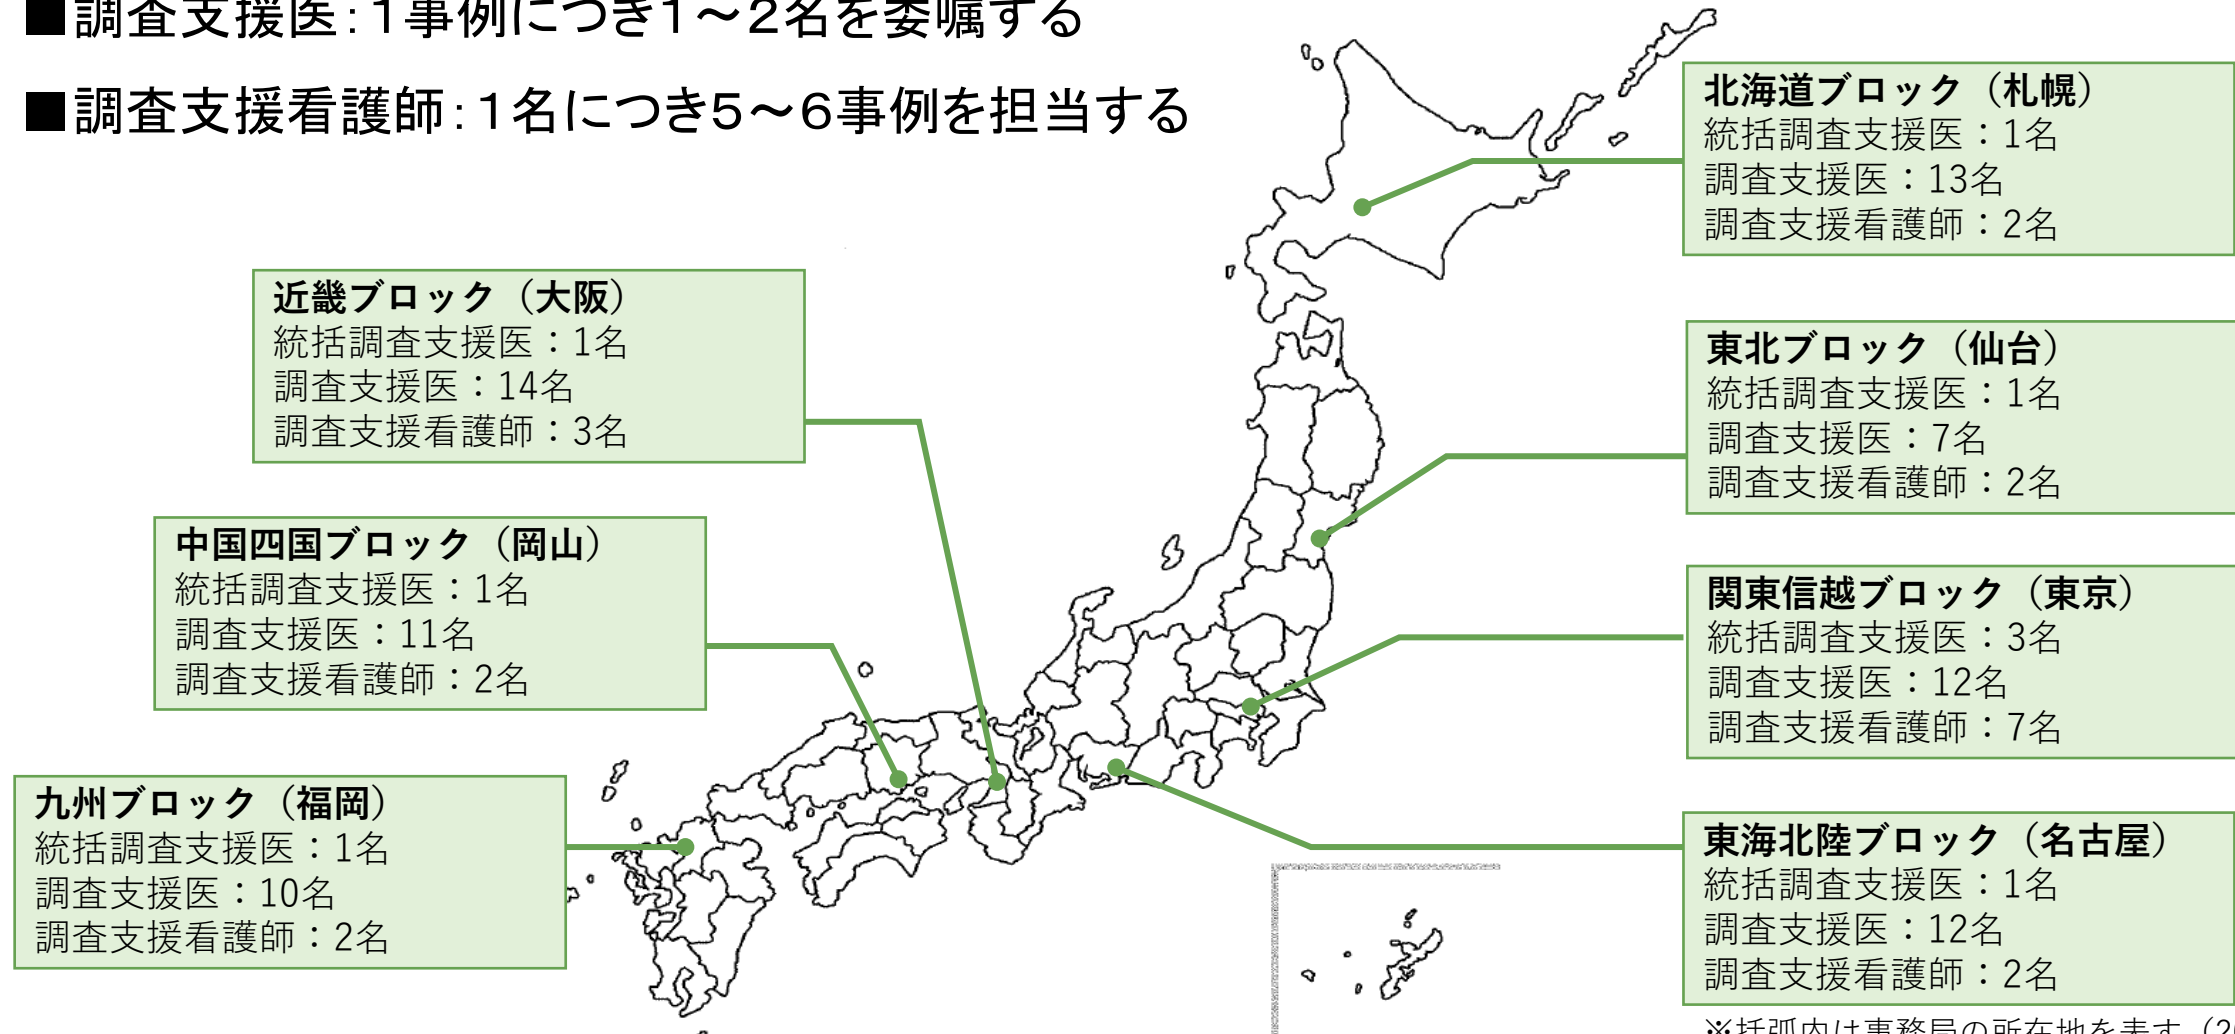 ■調査支援医:1事例につき1～2名を委嘱する
■調査支援看護師:1名につき5～6事例を担当する
北海道ブロック（札幌）
統括調査支援医：1名
調査支援医：13名
調査支援看護師：2名
近畿ブロック（大阪）
統括調査支援医：1名
調査支援医：14名
調査支援看護師：3名
東北ブロック（仙台）
統括調査支援医：1名
調査支援医：7名
調査支援看護師：2名
中国四国ブロック（岡山）
統括調査支援医：1名
調査支援医：11名
調査支援看護師：2名
関東信越ブロック（東京）
統括調査支援医：3名
調査支援医：12名
調査支援看護師：7名
九州ブロック（福岡）
統括調査支援医：1名
調査支援医：10名
調査支援看護師：2名
東海北陸ブロック（名古屋）
統括調査支援医：1名
調査支援医：12名
調査支援看護師：2名
※括弧内は事務局の所在地を表す